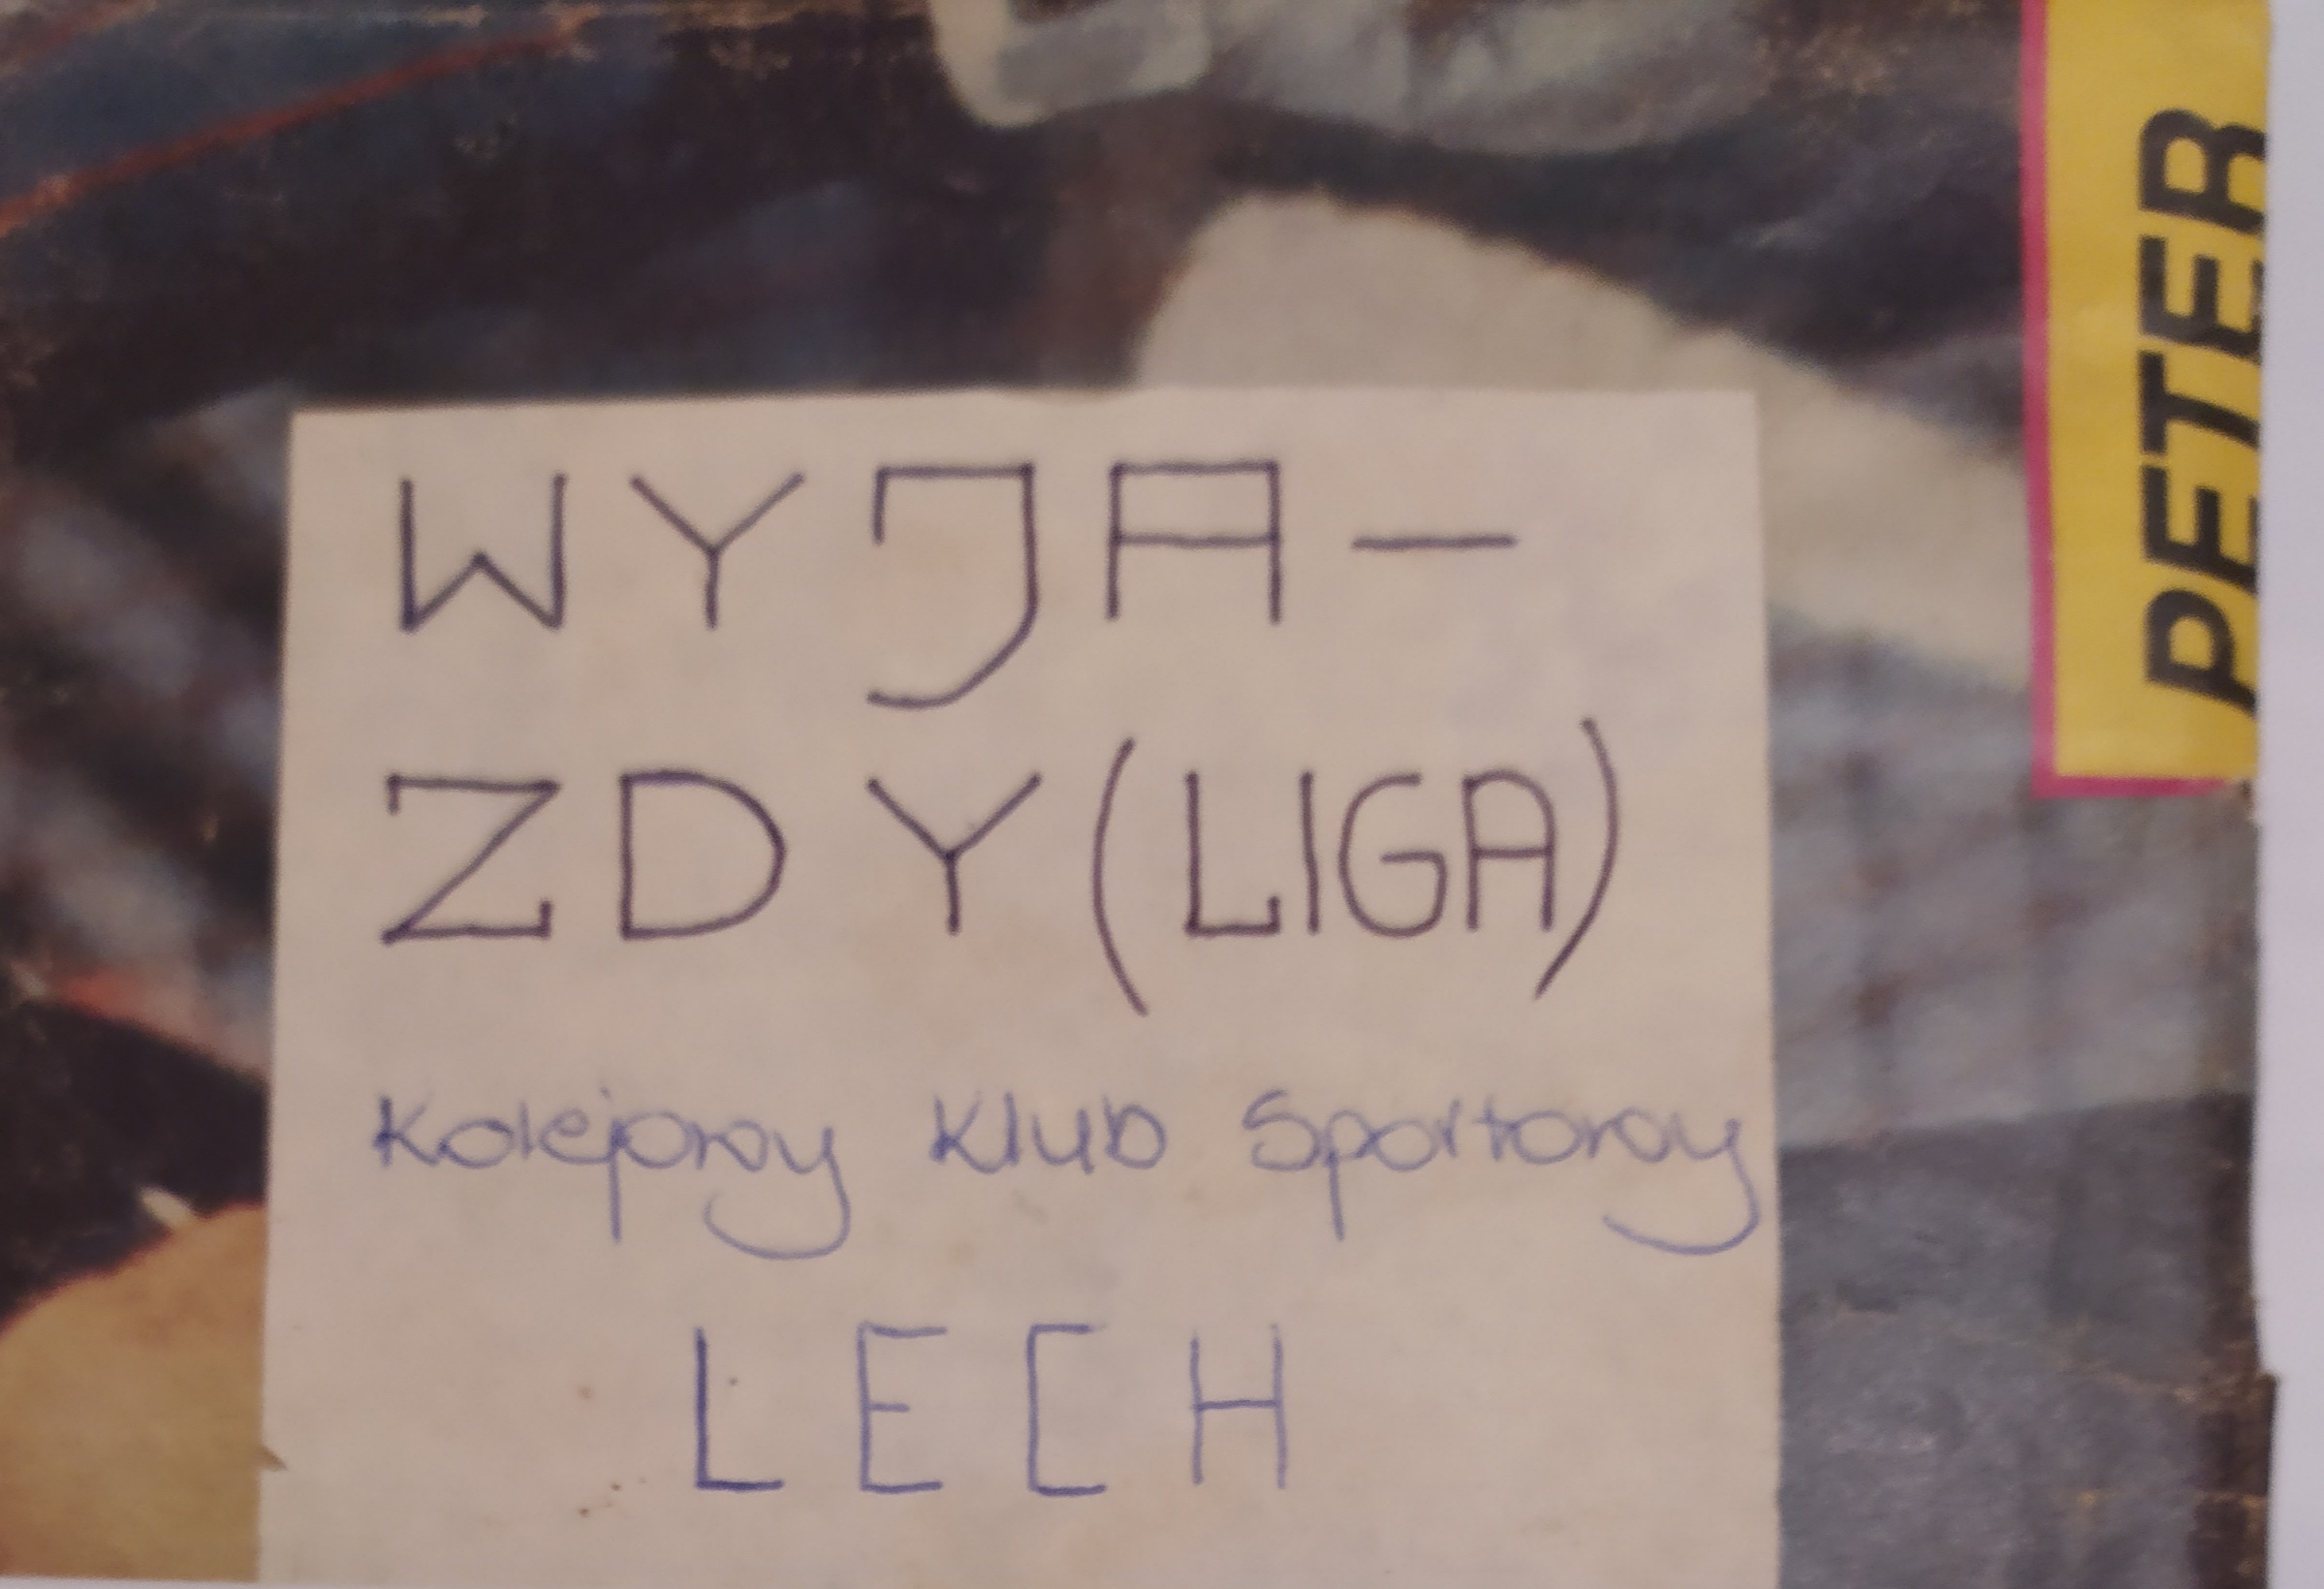 WYJA-
ZDY (LIGA)
Kolejowy Klub Sportowy
LECH
PETER